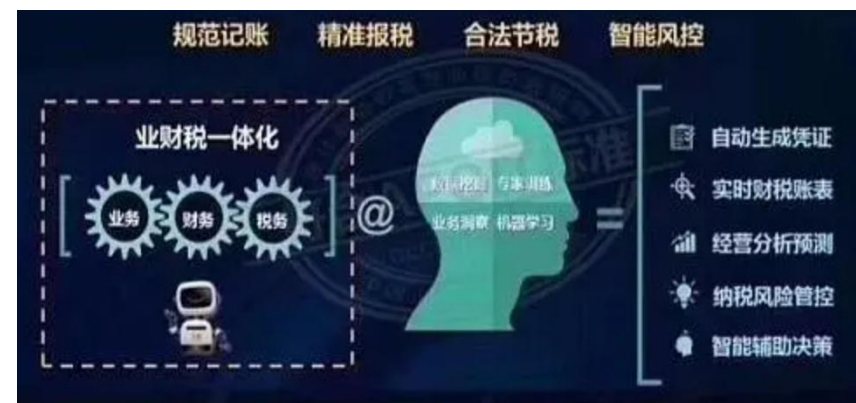 规范记账 精准报税 合法节税 智能风控
业财税一体化
业务 财务 税务
@
数据挖掘 专家训练
业务洞察 机器学习
=
自动生成凭证
实时财税账表
经营分析预测
纳税风险管控
智能辅助决策